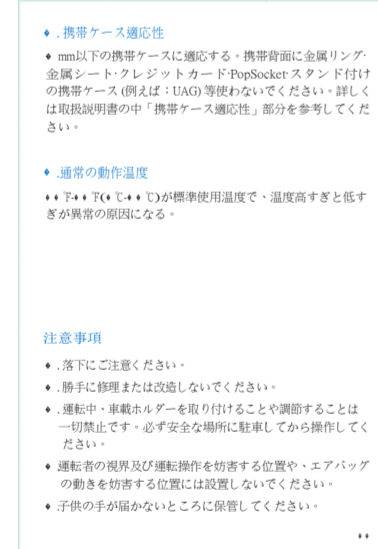 ♦ . 携帯ケース適応性
♦ mm以下の携帯ケースに適応する。携帯背面に金属リング·
金属シート·クレジットカード·PopSocket·スタンド付け
の携帯ケース (例えば：UAG) 等使わないでください。詳しく
は取扱説明書の中「携帯ケース適応性」部分を参考してくだ
さい。
♦ .通常の動作温度
♦♦ ℉-♦♦ ℉(♦ ℃-♦♦ ℃)が標準使用温度で、温度高すぎと低す
ぎが異常の原因になる。
注意事項
♦ . 落下にご注意ください。
♦ . 勝手に修理または改造しないでください。
♦ . 運転中、車載ホルダーを取り付けることや調節することは
一切禁止です。必ず安全な場所に駐車してから操作してく
ださい。
♦ .運転者の視界及び運転操作を妨害する位置や、エアバッグ
の動きを妨害する位置には設置しないでください。
♦ .子供の手が届かないところに保管してください。
♦♦